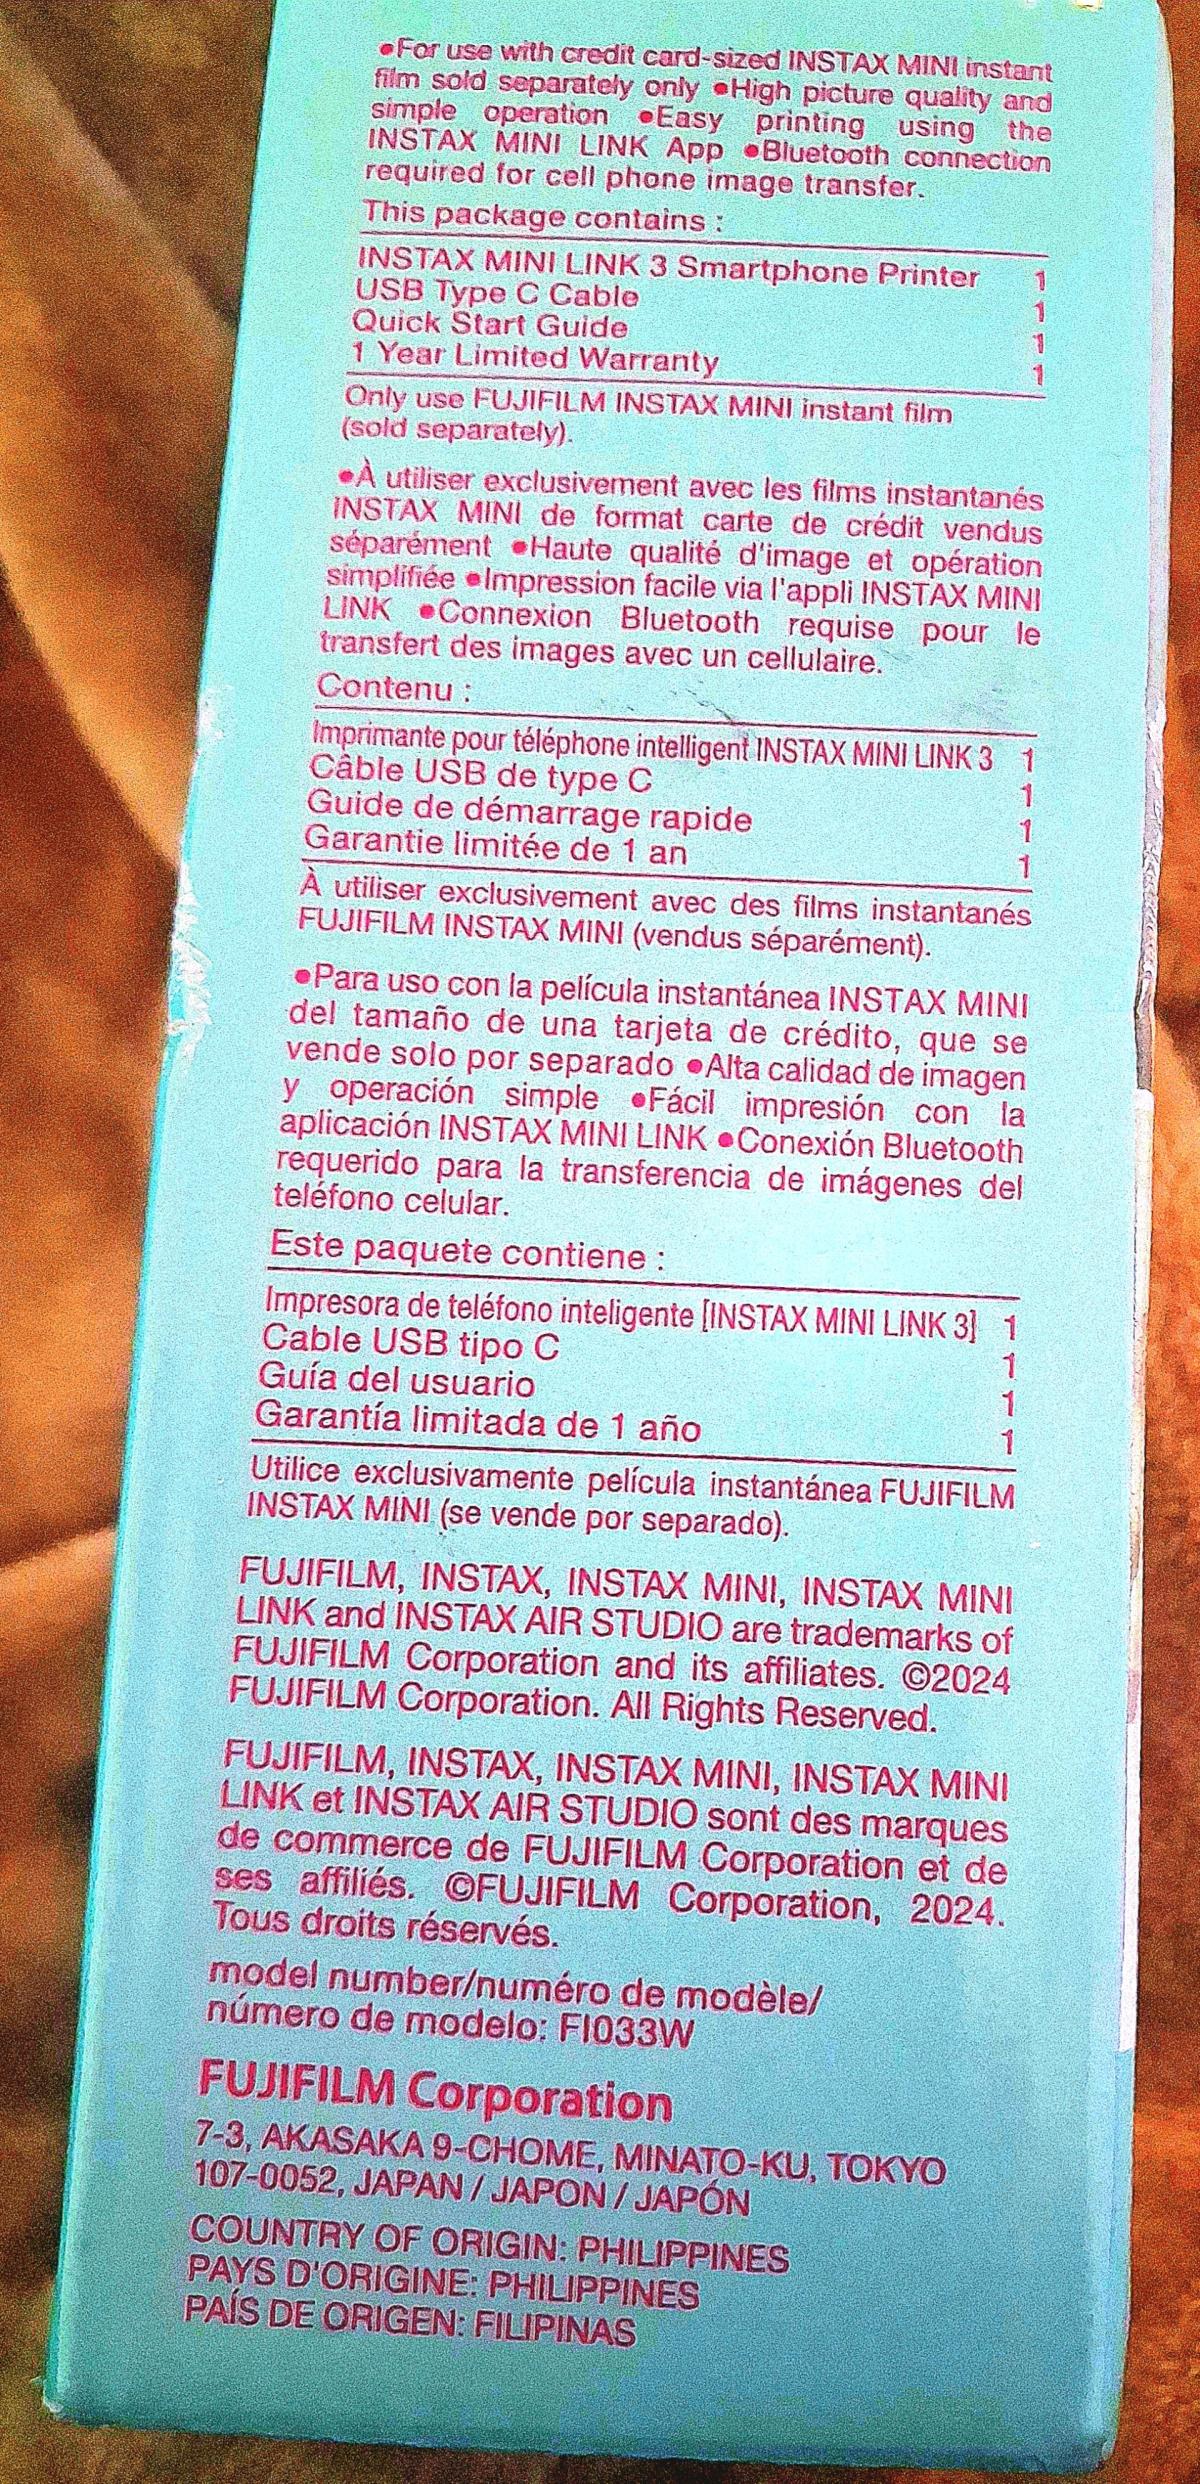 ●For use with credit card-sized INSTAX MINI instant
film sold separately only ●High picture quality and
simple operation ●Easy printing using the
INSTAX MINI LINK App ●Bluetooth connection
required for cell phone image transfer.
This package contains :
INSTAX MINI LINK 3 Smartphone Printer 1
USB Type C Cable 1
Quick Start Guide 1
1 Year Limited Warranty 1
Only use FUJIFILM INSTAX MINI instant film
(sold separately).
●À utiliser exclusivement avec les films instantanés
INSTAX MINI de format carte de crédit vendus
séparément ●Haute qualité d'image et opération
simplifiée ●Impression facile via l'appli INSTAX MINI
LINK ●Connexion Bluetooth requise pour le
transfert des images avec un cellulaire.
Contenu :
Imprimante pour téléphone intelligent INSTAX MINI LINK 3 1
Câble USB de type C 1
Guide de démarrage rapide 1
Garantie limitée de 1 an 1
À utiliser exclusivement avec des films instantanés
FUJIFILM INSTAX MINI (vendus séparément).
●Para uso con la película instantánea INSTAX MINI
del tamaño de una tarjeta de crédito, que se
vende solo por separado ●Alta calidad de imagen
y operación simple ●Fácil impresión con la
aplicación INSTAX MINI LINK ●Conexión Bluetooth
requerido para la transferencia de imágenes del
teléfono celular.
Este paquete contiene :
Impresora de teléfono inteligente [INSTAX MINI LINK 3] 1
Cable USB tipo C 1
Guía del usuario 1
Garantía limitada de 1 año 1
Utilice exclusivamente película instantánea FUJIFILM
INSTAX MINI (se vende por separado).
FUJIFILM, INSTAX, INSTAX MINI, INSTAX MINI
LINK and INSTAX AIR STUDIO are trademarks of
FUJIFILM Corporation and its affiliates. ©2024
FUJIFILM Corporation. All Rights Reserved.
FUJIFILM, INSTAX, INSTAX MINI, INSTAX MINI
LINK et INSTAX AIR STUDIO sont des marques
de commerce de FUJIFILM Corporation et de
ses affiliés. ©FUJIFILM Corporation, 2024.
Tous droits réservés.
model number/numéro de modèle/
número de modelo: FI033W
FUJIFILM Corporation
7-3, AKASAKA 9-CHOME, MINATO-KU, TOKYO
107-0052, JAPAN / JAPON / JAPÓN
COUNTRY OF ORIGIN: PHILIPPINES
PAYS D'ORIGINE: PHILIPPINES
PAÍS DE ORIGEN: FILIPINAS